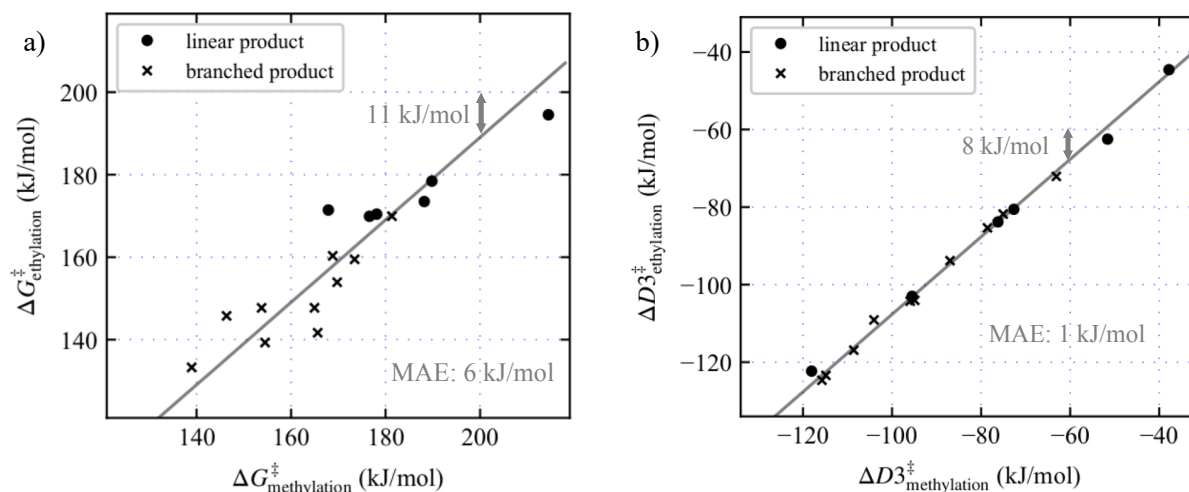 a)
linear product
branched product
200
180
160
140
11 kJ/mol
MAE: 6 kJ/mol
ΔG‡ethylation (kJ/mol)
140 160 180 200
ΔG‡methylation (kJ/mol)
b)
linear product
branched product
−40
−60
−80
−100
−120
8 kJ/mol
MAE: 1 kJ/mol
ΔD3‡ethylation (kJ/mol)
−120 −100 −80 −60 −40
ΔD3‡methylation (kJ/mol)